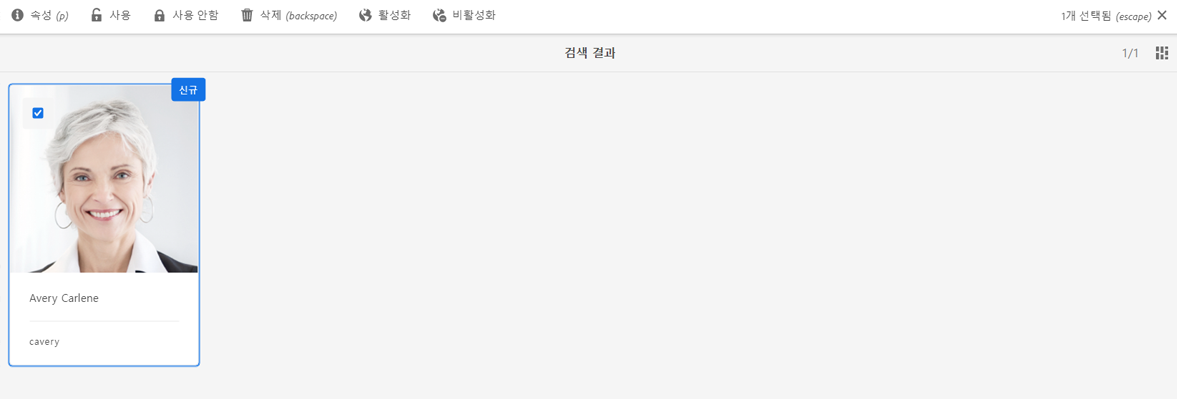 속성 (p) 사용 사용 안함 삭제 (backspace) 활성화 비활성화 1개 선택됨 (escape)
검색 결과 1/1
신규
Avery Carlene
cavery